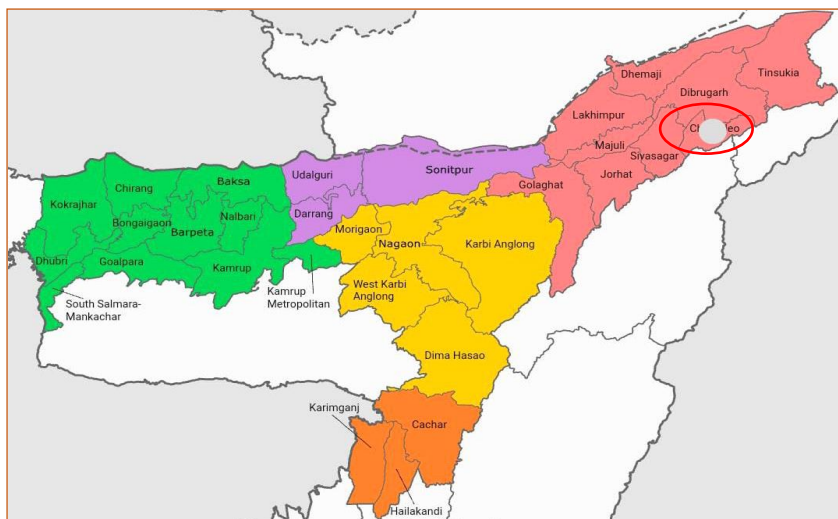 Dhemaji
Tinsukia
Dibrugarh
Lakhimpur
Majuli
Sivasagar
Jorhat
Golaghat
Sonitpur
Udalguri
Darrang
Baksa
Chirang
Kokrajhar
Bongaigaon
Nalbari
Barpeta
Dhubri
Goalpara
Kamrup
Morigaon
Nagaon
Karbi Anglong
West Karbi
Anglong
Kamrup
Metropolitan
South Salmara-
Mankachar
Dima Hasao
Karimganj
Cachar
Hailakandi